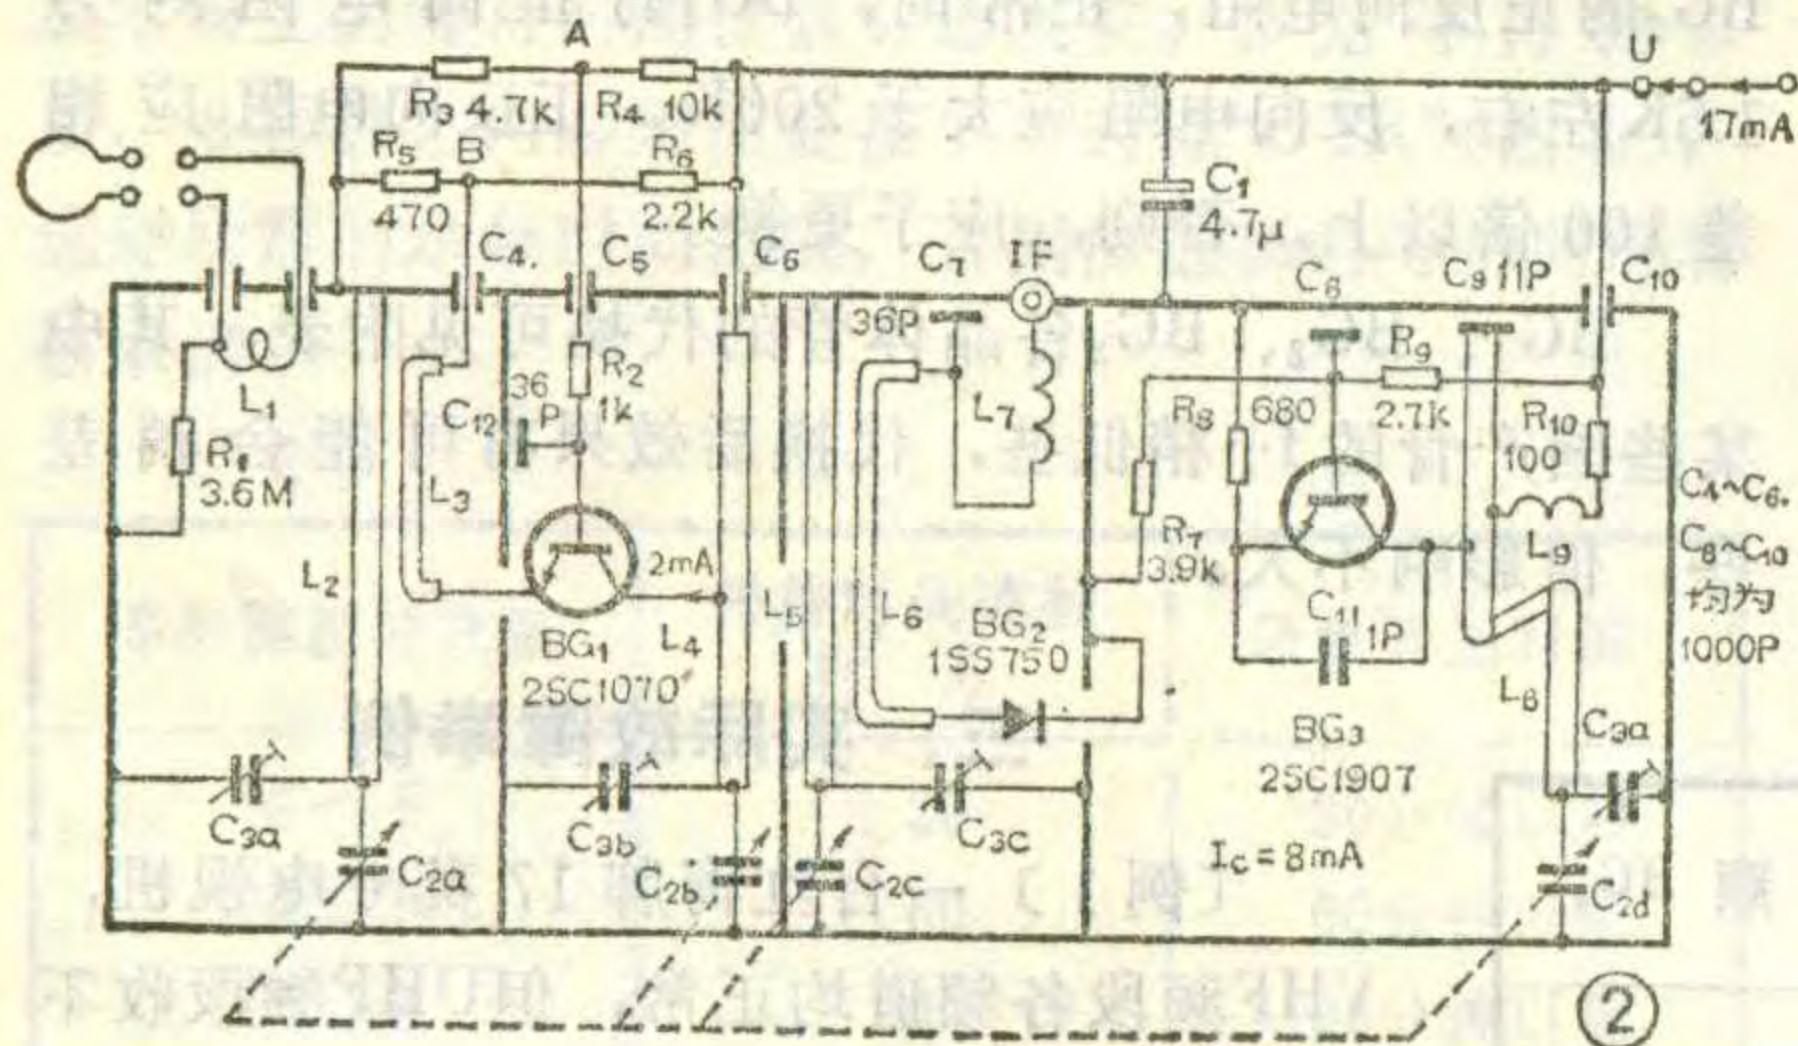 A
U
R₃ 4.7k
R₄ 10k
17mA
R₅ B
R₆
470
2.2k
C₁
4.7μ
C₄.
C₅
C₆
C₇ IF
C₈
C₉ 11P
C₁₀
36P
L₁
R₁
3.6M
L₂
L₃
C₁₂
36
P
R₂
1k
2mA
BG₁
2SC1070
L₄
L₅
L₆
L₇
BG₂
1SS750
R₇
3.9k
R₈
680
R₉
2.7k
R₁₀
100
L₉
C₁₁
1P
BG₃
2SC1907
I_c = 8mA
L₈
C₄~C₆.
C₈~C₁₀
均为
1000P
C₃a
C₂a
C₃b
C₂b
C₂c
C₃c
C₃a
C₂d
②